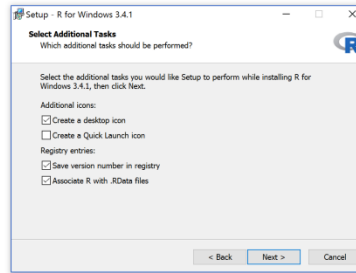 Setup - R for Windows 3.4.1
Select Additional Tasks
Which additional tasks should be performed?
R
Select the additional tasks you would like Setup to perform while installing R for
Windows 3.4.1, then click Next.
Additional icons:
Create a desktop icon
Create a Quick Launch icon
Registry entries:
Save version number in registry
Associate R with .RData files
< Back
Next >
Cancel